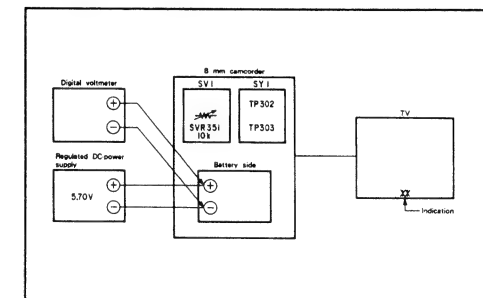 8 mm camcorder
SV1 SY1
Digital voltmeter
TP302
SVR351
10k
TP303
TV
Regulated DC power
supply
5.70V
Battery side
Indication